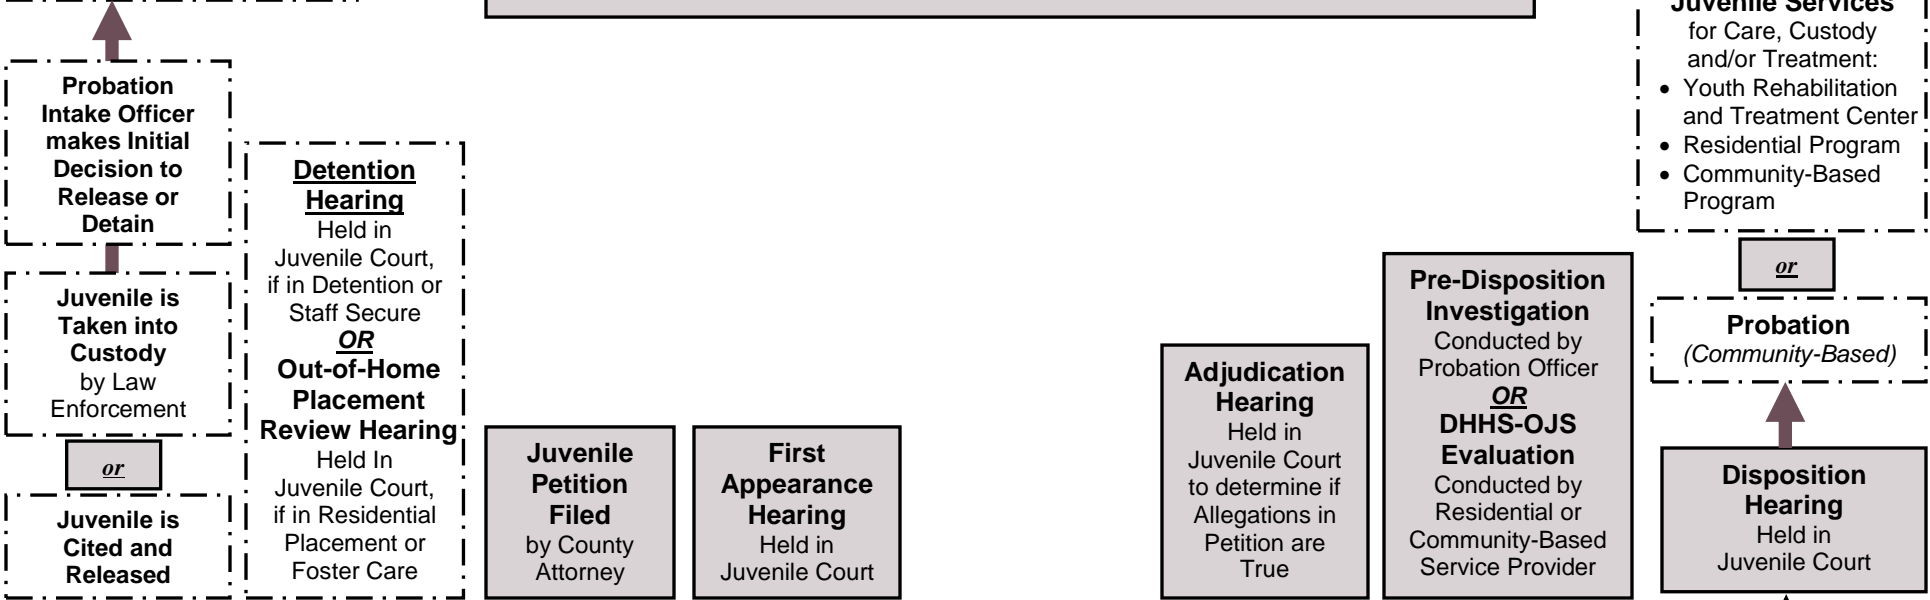 Probation
Intake Officer
makes Initial
Decision to
Release or
Detain
Juvenile is
Taken into
Custody
by Law
Enforcement
or
Juvenile is
Cited and
Released
Detention
Hearing
Held in
Juvenile Court,
if in Detention or
Staff Secure
OR
Out-of-Home
Placement
Review Hearing
Held In
Juvenile Court,
if in Residential
Placement or
Foster Care
Juvenile
Petition
Filed
by County
Attorney
First
Appearance
Hearing
Held in
Juvenile Court
Adjudication
Hearing
Held in
Juvenile Court
to determine if
Allegations in
Petition are
True
Pre-Disposition
Investigation
Conducted by
Probation Officer
OR
DHHS-OJS
Evaluation
Conducted by
Residential or
Community-Based
Service Provider
Juvenile Services
for Care, Custody
and/or Treatment:
• Youth Rehabilitation
and Treatment Center
• Residential Program
• Community-Based
Program
or
Probation
(Community-Based)
Disposition
Hearing
Held in
Juvenile Court